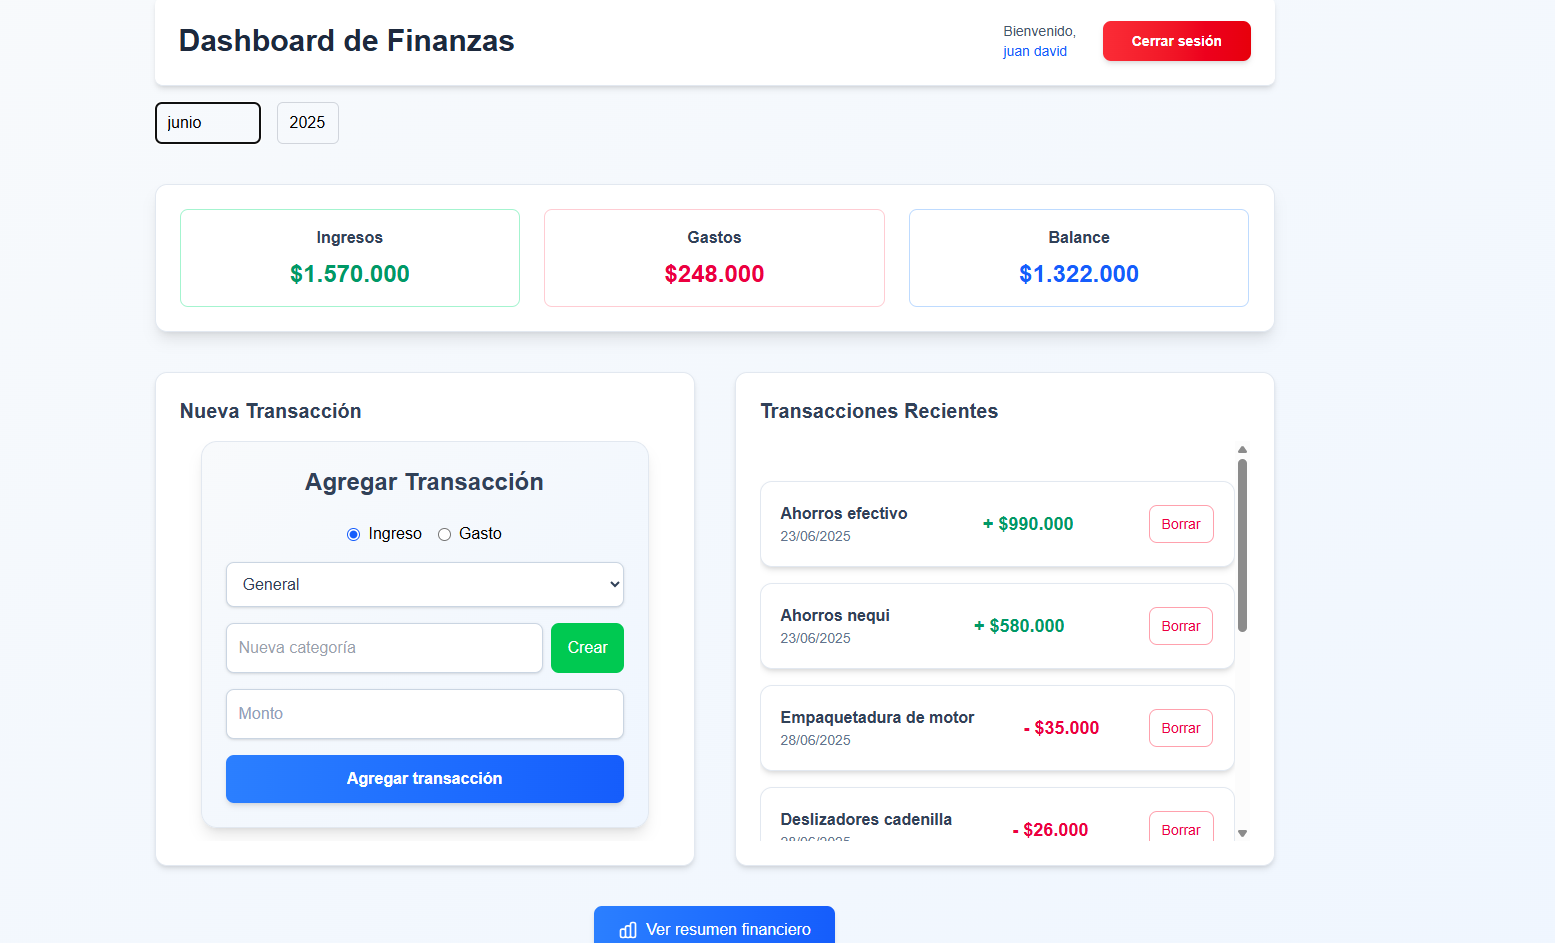 Dashboard de Finanzas
Bienvenido,
juan david
Cerrar sesión
junio
2025
Ingresos
$1.570.000
Gastos
$248.000
Balance
$1.322.000
Nueva Transacción
Agregar Transacción
Ingreso
Gasto
General
Nueva categoría
Crear
Monto
Agregar transacción
Transacciones Recientes
Ahorros efectivo
23/06/2025
+ $990.000
Borrar
Ahorros nequi
23/06/2025
+ $580.000
Borrar
Empaquetadura de motor
28/06/2025
- $35.000
Borrar
Deslizadores cadenilla
28/06/2025
- $26.000
Borrar
Ver resumen financiero